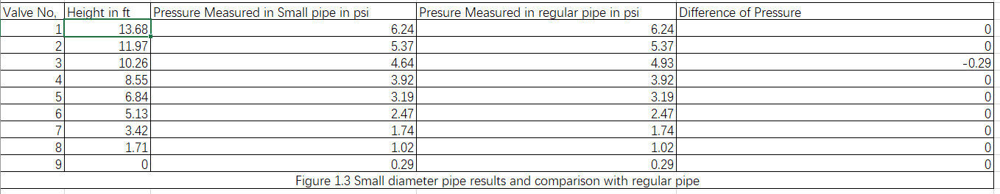 Valve No, Height in ft Pressure Measured in Small pipe in psi Presure Measured in regular pipe in psi Difference of Pressure
1 13.68 6.24 6.24 0
2 11.97 5.37 5.37 0
3 10.26 4.64 4.93 -0.29
4 8.55 3.92 3.92 0
5 6.84 3.19 3.19 0
6 5.13 2.47 2.47 0
7 3.42 1.74 1.74 0
8 1.71 1.02 1.02 0
9 0 0.29 0.29 0
Figure 1.3 Small diameter pipe results and comparison with regular pipe